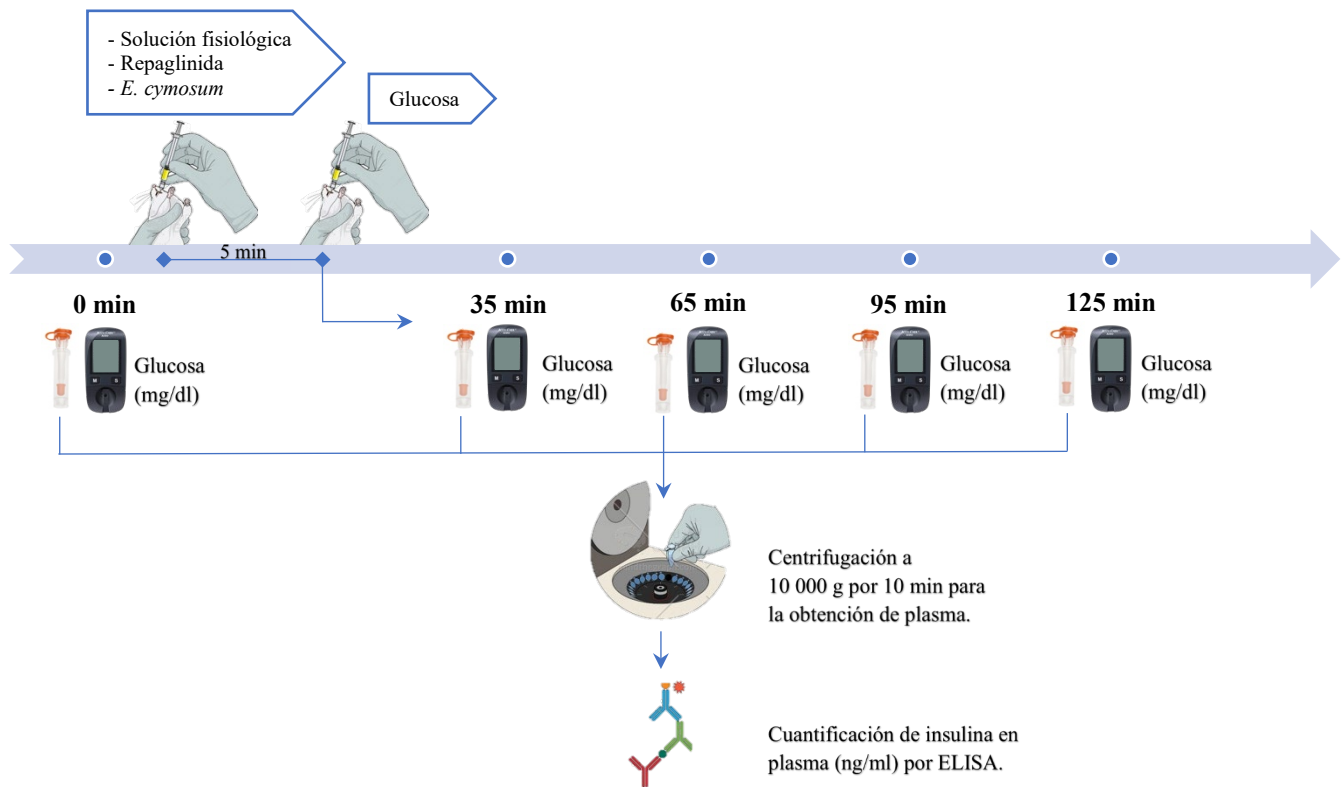 - Solución fisiológica
- Repaglinida
- E. cymosum
Glucosa
5 min
0 min
35 min
65 min
95 min
125 min
Glucosa
(mg/dl)
Glucosa
(mg/dl)
Glucosa
(mg/dl)
Glucosa
(mg/dl)
Glucosa
(mg/dl)
Centrifugación a
10 000 g por 10 min para
la obtención de plasma.
Cuantificación de insulina en
plasma (ng/ml) por ELISA.